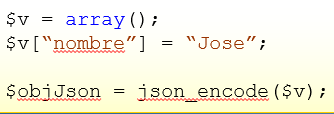 $v = array();
$v[“nombre”] = “Jose”;
$objJson = json_encode($v);